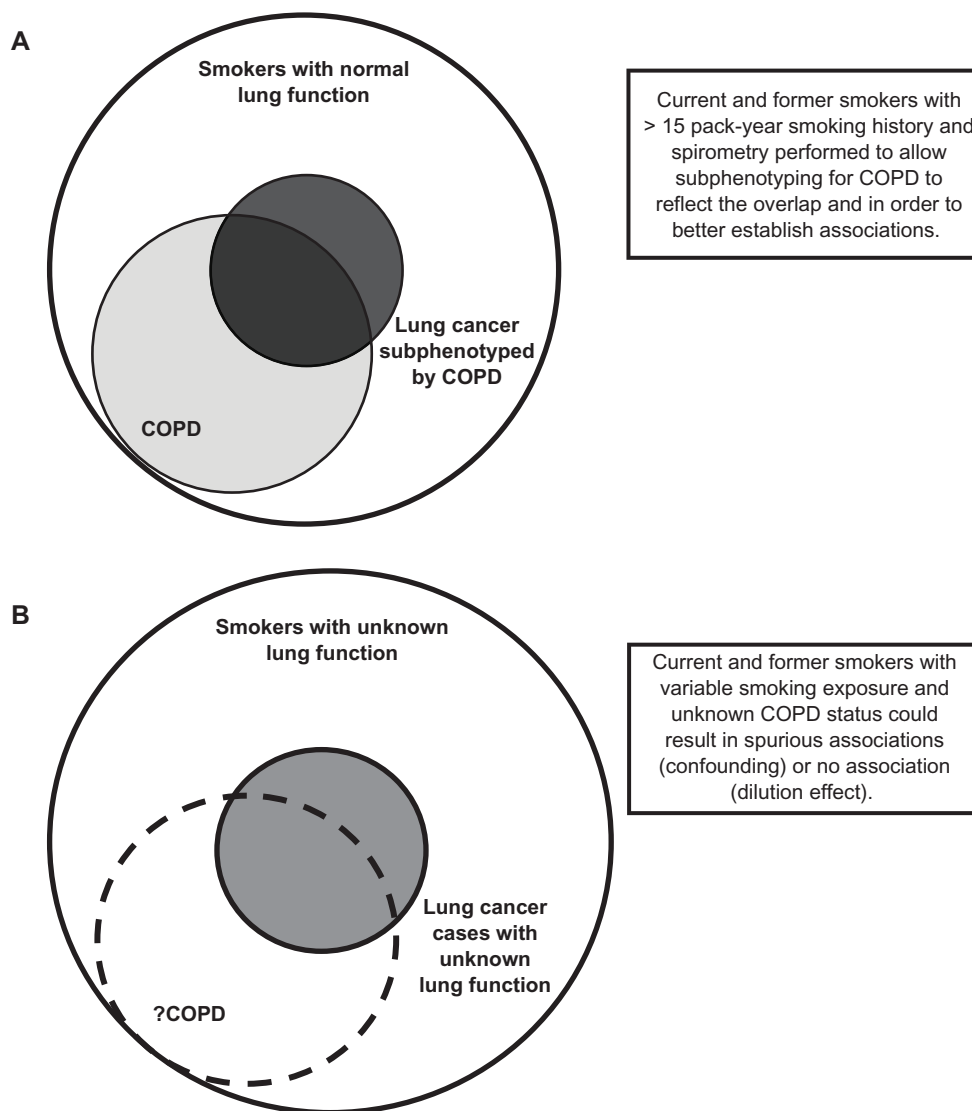 A
Smokers with normal
lung function
Current and former smokers with
> 15 pack-year smoking history and
spirometry performed to allow
subphenotyping for COPD to
reflect the overlap and in order to
better establish associations.
Lung cancer
subphenotyped
by COPD
COPD
B
Smokers with unknown
lung function
Current and former smokers with
variable smoking exposure and
unknown COPD status could
result in spurious associations
(confounding) or no association
(dilution effect).
Lung cancer
cases with
unknown
lung function
?COPD